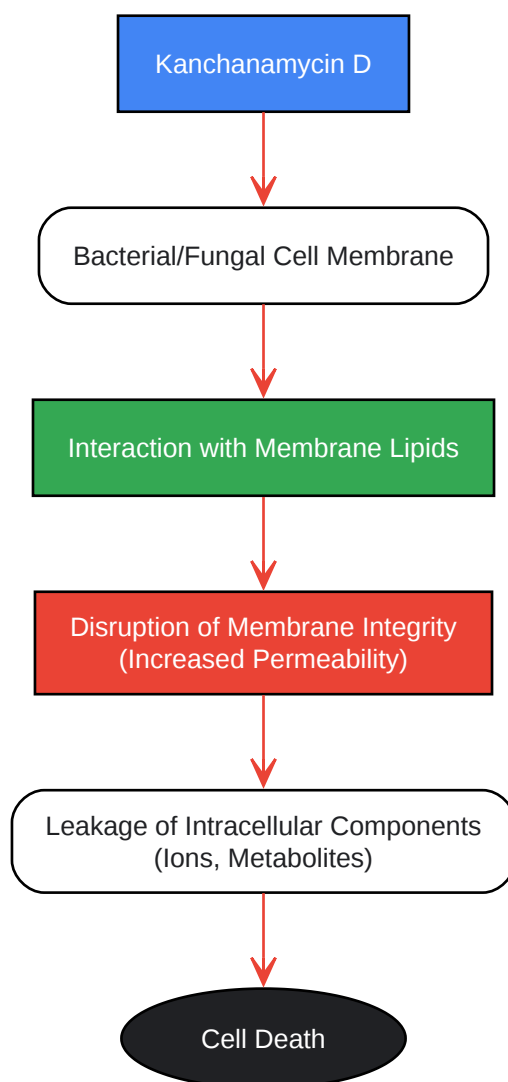 Kanchanamycin D
Bacterial/Fungal Cell Membrane
Interaction with Membrane Lipids
Disruption of Membrane Integrity
(Increased Permeability)
Leakage of Intracellular Components
(Ions, Metabolites)
Cell Death